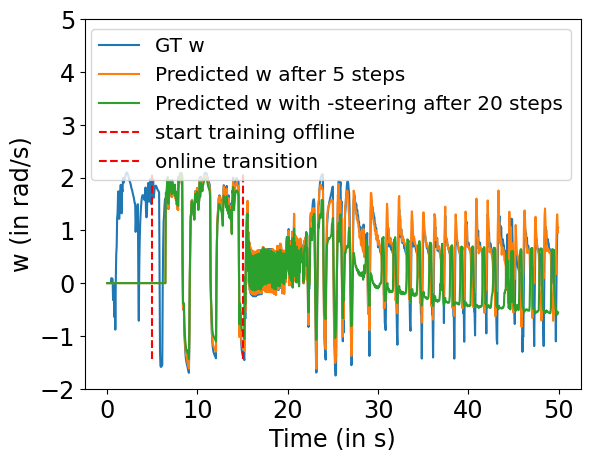 GT w
Predicted w after 5 steps
Predicted w with -steering after 20 steps
start training offline
online transition
5
4
3
2
1
0
−1
−2
w (in rad/s)
0 10 20 30 40 50
Time (in s)